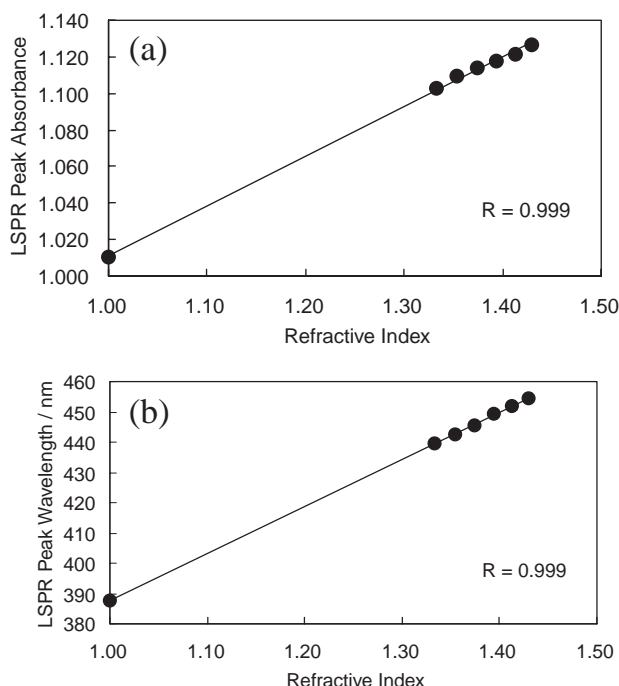 (a)
LSPR Peak Absorbance
1.140
1.120
1.100
1.080
1.060
1.040
1.020
1.000
R = 0.999
1.00 1.10 1.20 1.30 1.40 1.50
Refractive Index
(b)
LSPR Peak Wavelength / nm
460
450
440
430
420
410
400
390
380
R = 0.999
1.00 1.10 1.20 1.30 1.40 1.50
Refractive Index